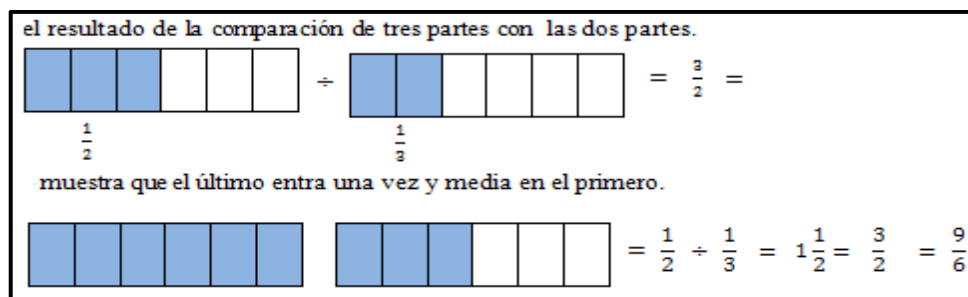 el resultado de la comparación de tres partes con las dos partes.
÷ = 3/2 =
1/2 1/3
muestra que el último entra una vez y media en el primero.
= 1/2 ÷ 1/3 = 1 1/2 = 3/2 = 9/6